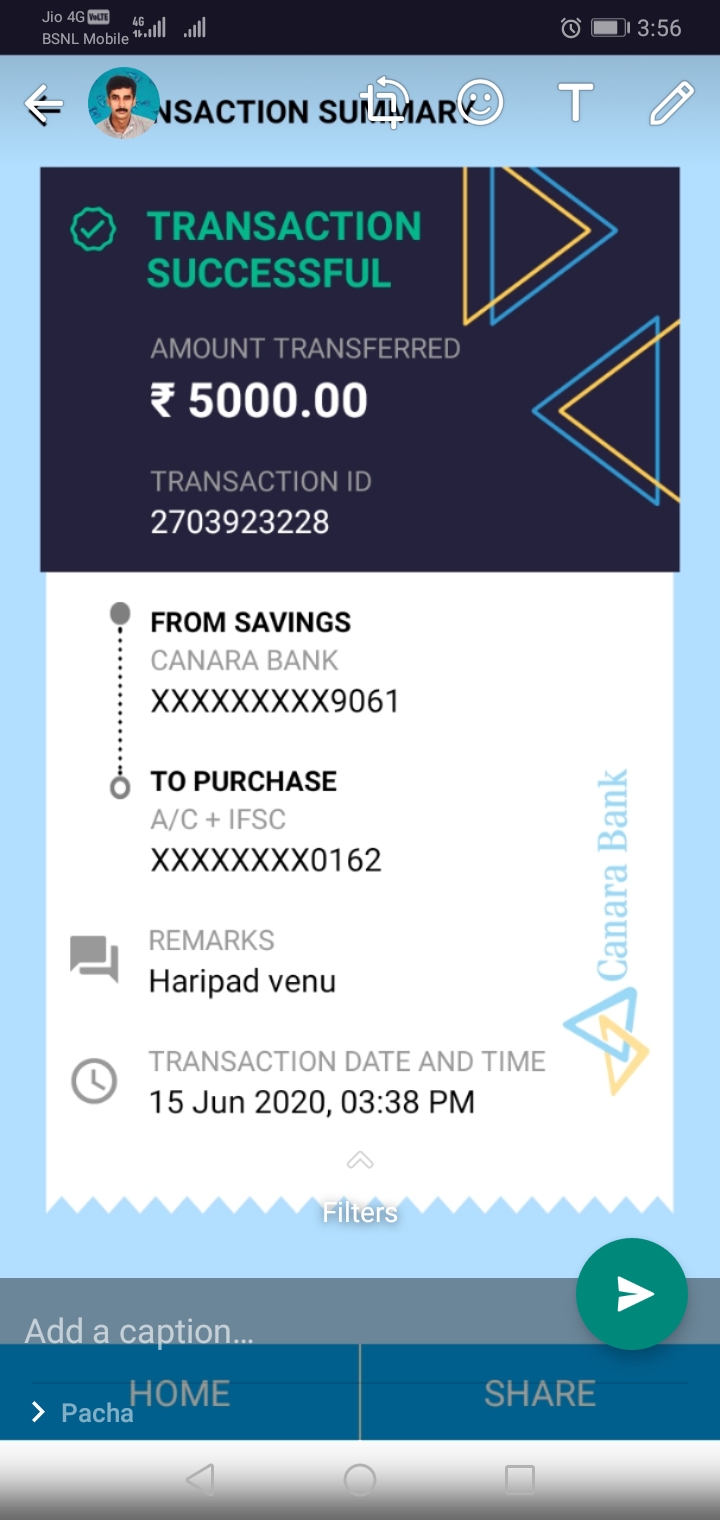 Jio 4G VoLTE
4G
BSNL Mobile
3:56
NSACTION SUMMARY
T
TRANSACTION
SUCCESSFUL
AMOUNT TRANSFERRED
₹ 5000.00
TRANSACTION ID
2703923228
FROM SAVINGS
CANARA BANK
XXXXXXXXX9061
TO PURCHASE
A/C + IFSC
XXXXXXXX0162
Canara Bank
REMARKS
Haripad venu
TRANSACTION DATE AND TIME
15 Jun 2020, 03:38 PM
Filters
Add a caption...
HOME
SHARE
Pacha